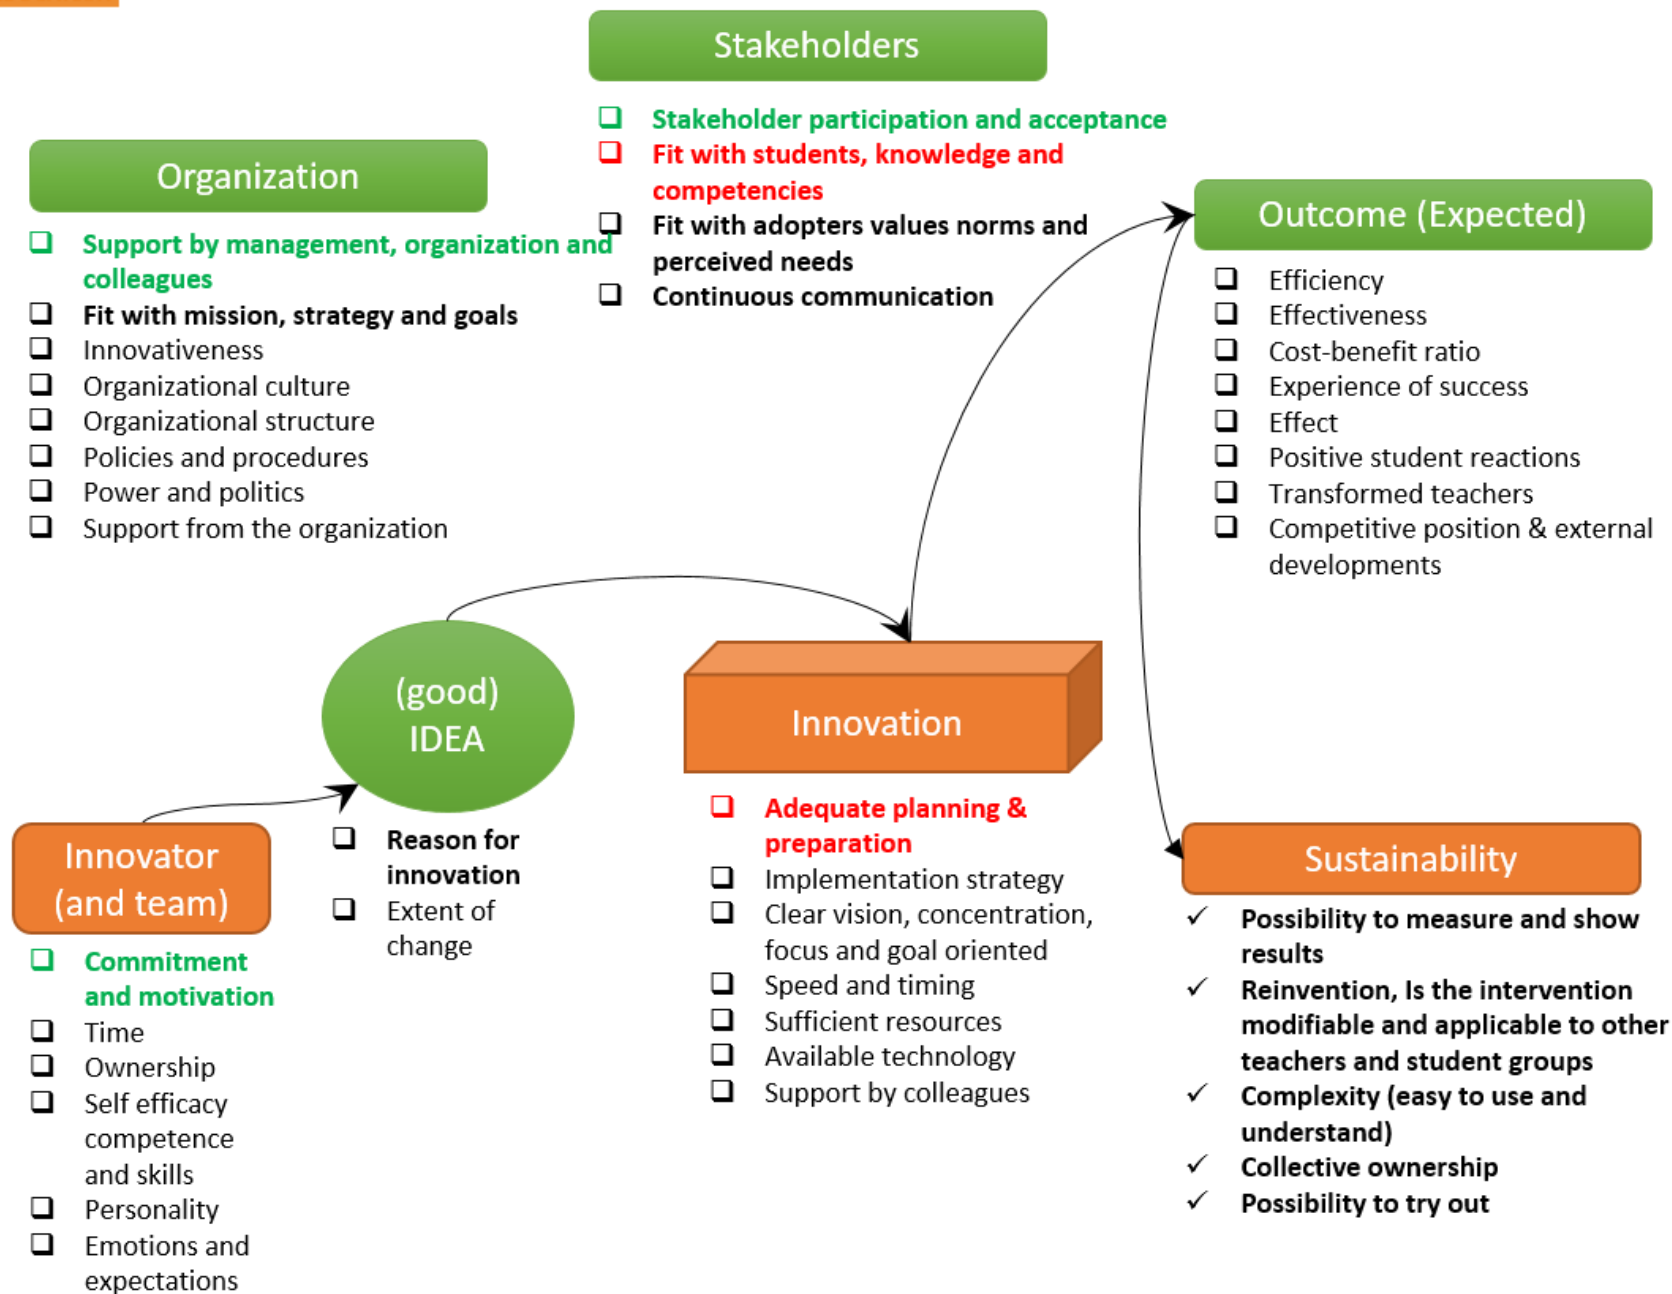 Stakeholders
Stakeholder participation and acceptance
Fit with students, knowledge and
competencies
Fit with adopters values norms and
perceived needs
Continuous communication
Organization
Support by management, organization and
colleagues
Fit with mission, strategy and goals
Innovativeness
Organizational culture
Organizational structure
Policies and procedures
Power and politics
Support from the organization
Outcome (Expected)
Efficiency
Effectiveness
Cost-benefit ratio
Experience of success
Effect
Positive student reactions
Transformed teachers
Competitive position & external
developments
(good)
IDEA
Reason for
innovation
Extent of
change
Innovation
Adequate planning &
preparation
Implementation strategy
Clear vision, concentration,
focus and goal oriented
Speed and timing
Sufficient resources
Available technology
Support by colleagues
Innovator
(and team)
Commitment
and motivation
Time
Ownership
Self efficacy
competence
and skills
Personality
Emotions and
expectations
Sustainability
Possibility to measure and show
results
Reinvention, Is the intervention
modifiable and applicable to other
teachers and student groups
Complexity (easy to use and
understand)
Collective ownership
Possibility to try out